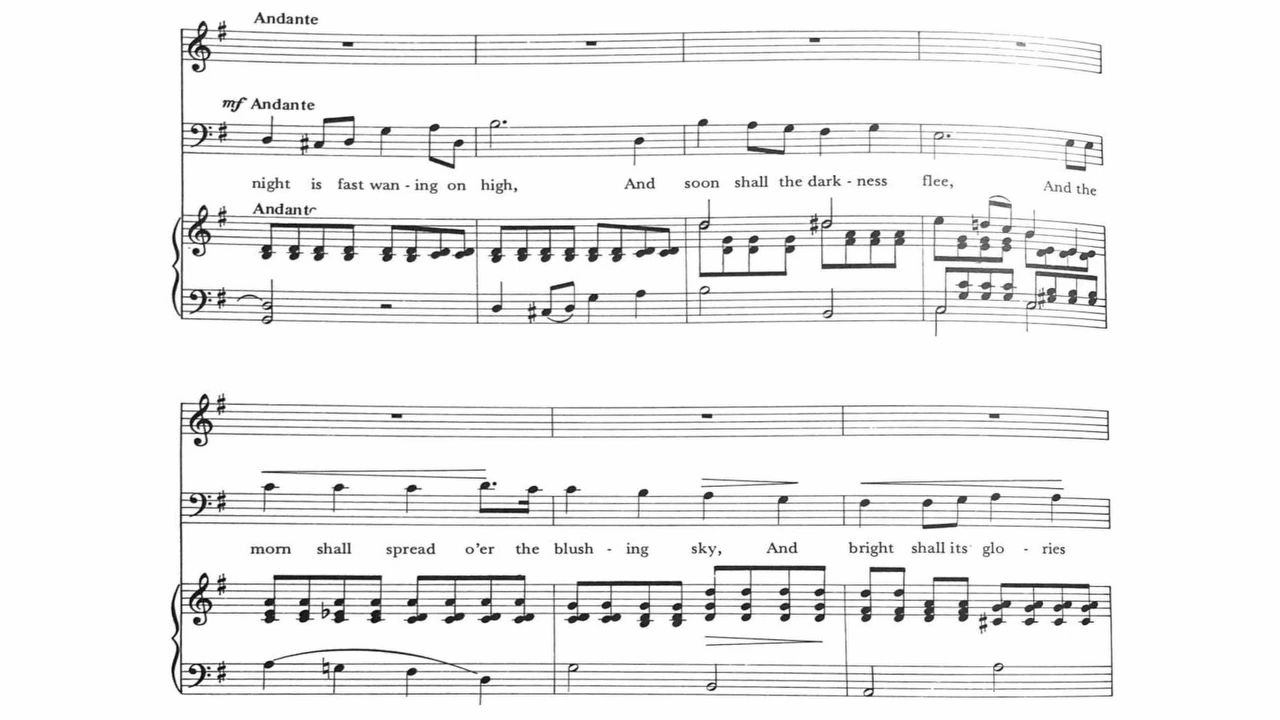 Andante
mf Andante
night is fast wan - ing on high, And soon shall the dark - ness flee, And the
Andante
morn shall spread o'er the blush - ing sky, And bright shall its glo - ries